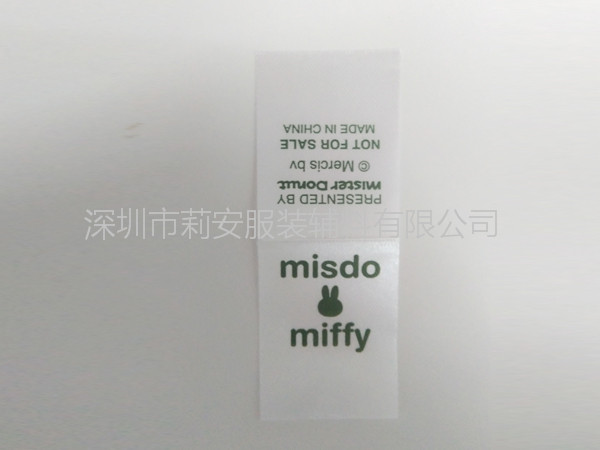 MADE IN CHINA
NOT FOR SALE
© Mercis bv
mister Donut
PRESENTED BY
深圳市莉安服装辅料有限公司
misdo
miffy